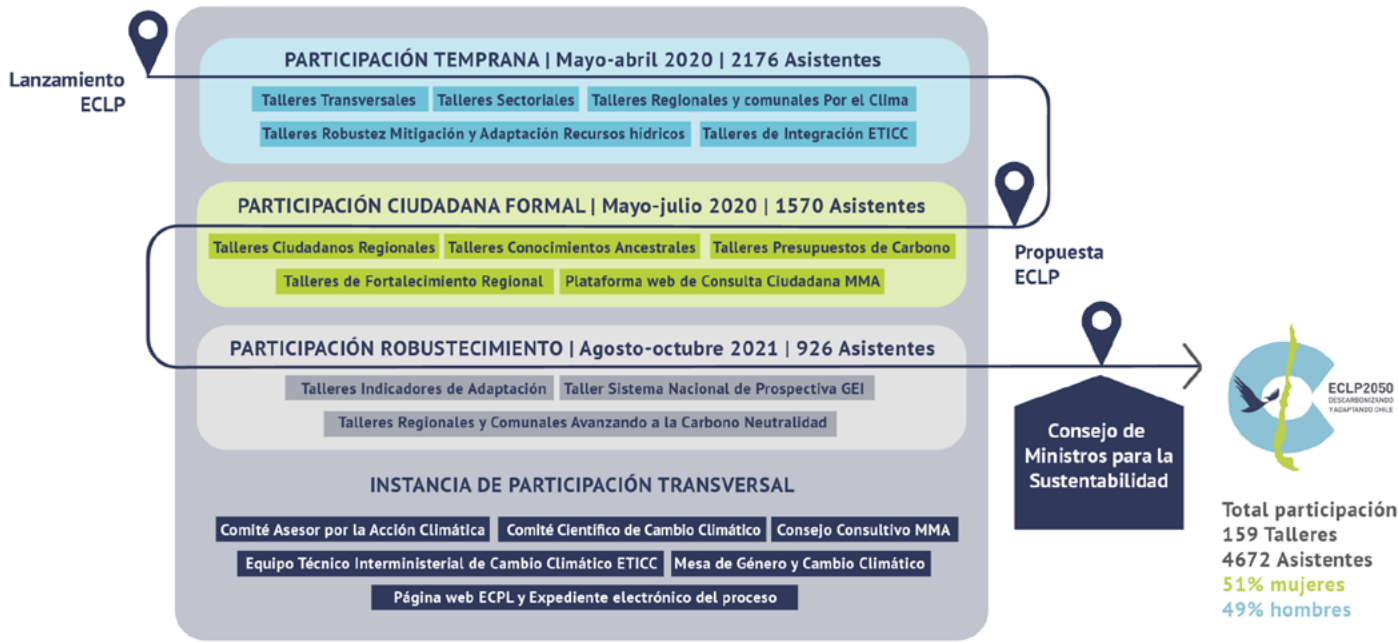 Lanzamiento
ECLP
PARTICIPACIÓN TEMPRANA | Mayo-abril 2020 | 2176 Asistentes
Talleres Transversales
Talleres Sectoriales
Talleres Regionales y comunales Por el Clima
Talleres Robustez Mitigación y Adaptación Recursos hídricos
Talleres de Integración ETICC
PARTICIPACIÓN CIUDADANA FORMAL | Mayo-julio 2020 | 1570 Asistentes
Talleres Ciudadanos Regionales
Talleres Conocimientos Ancestrales
Talleres Presupuestos de Carbono
Talleres de Fortalecimiento Regional
Plataforma web de Consulta Ciudadana MMA
Propuesta
ECLP
PARTICIPACIÓN ROBUSTECIMIENTO | Agosto-octubre 2021 | 926 Asistentes
Talleres Indicadores de Adaptación
Taller Sistema Nacional de Prospectiva GEI
Talleres Regionales y Comunales Avanzando a la Carbono Neutralidad
INSTANCIA DE PARTICIPACIÓN TRANSVERSAL
Comité Asesor por la Acción Climática
Comité Científico de Cambio Climático
Consejo Consultivo MMA
Equipo Técnico Interministerial de Cambio Climático ETICC
Mesa de Género y Cambio Climático
Página web ECPL y Expediente electrónico del proceso
Consejo de
Ministros para la
Sustentabilidad
ECLP2050
DESCARBONIZANDO
Y ADAPTANDO CHILE
Total participación
159 Talleres
4672 Asistentes
51% mujeres
49% hombres